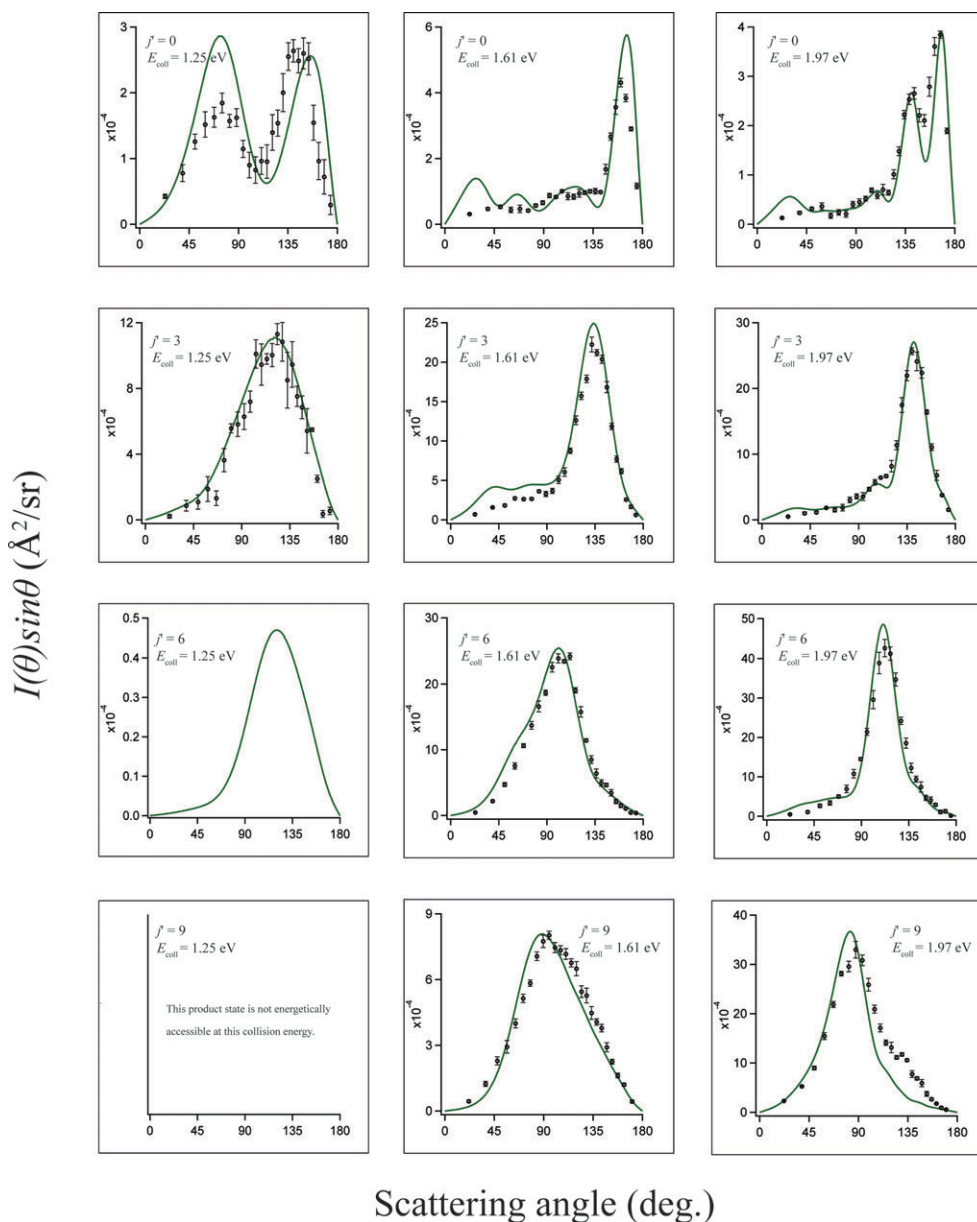 I(θ)sinθ (Å²/sr)
j' = 0
E_coll = 1.25 eV
x10⁻⁴
3
2
1
0
0 45 90 135 180
j' = 0
E_coll = 1.61 eV
x10⁻⁴
6
4
2
0
0 45 90 135 180
j' = 0
E_coll = 1.97 eV
x10⁻⁴
4
3
2
1
0
0 45 90 135 180
j' = 3
E_coll = 1.25 eV
x10⁻⁴
12
8
4
0
0 45 90 135 180
j' = 3
E_coll = 1.61 eV
x10⁻⁴
25
20
15
10
5
0
0 45 90 135 180
j' = 3
E_coll = 1.97 eV
x10⁻⁴
30
20
10
0
0 45 90 135 180
j' = 6
E_coll = 1.25 eV
x10⁻⁴
0.5
0.4
0.3
0.2
0.1
0.0
0 45 90 135 180
j' = 6
E_coll = 1.61 eV
x10⁻⁴
30
20
10
0
0 45 90 135 180
j' = 6
E_coll = 1.97 eV
x10⁻⁴
50
40
30
20
10
0
0 45 90 135 180
j' = 9
E_coll = 1.25 eV
This product state is not energetically
accessible at this collision energy.
0 45 90 135 180
j' = 9
E_coll = 1.61 eV
x10⁻⁴
9
6
3
0
0 45 90 135 180
j' = 9
E_coll = 1.97 eV
x10⁻⁴
40
30
20
10
0
0 45 90 135 180
Scattering angle (deg.)